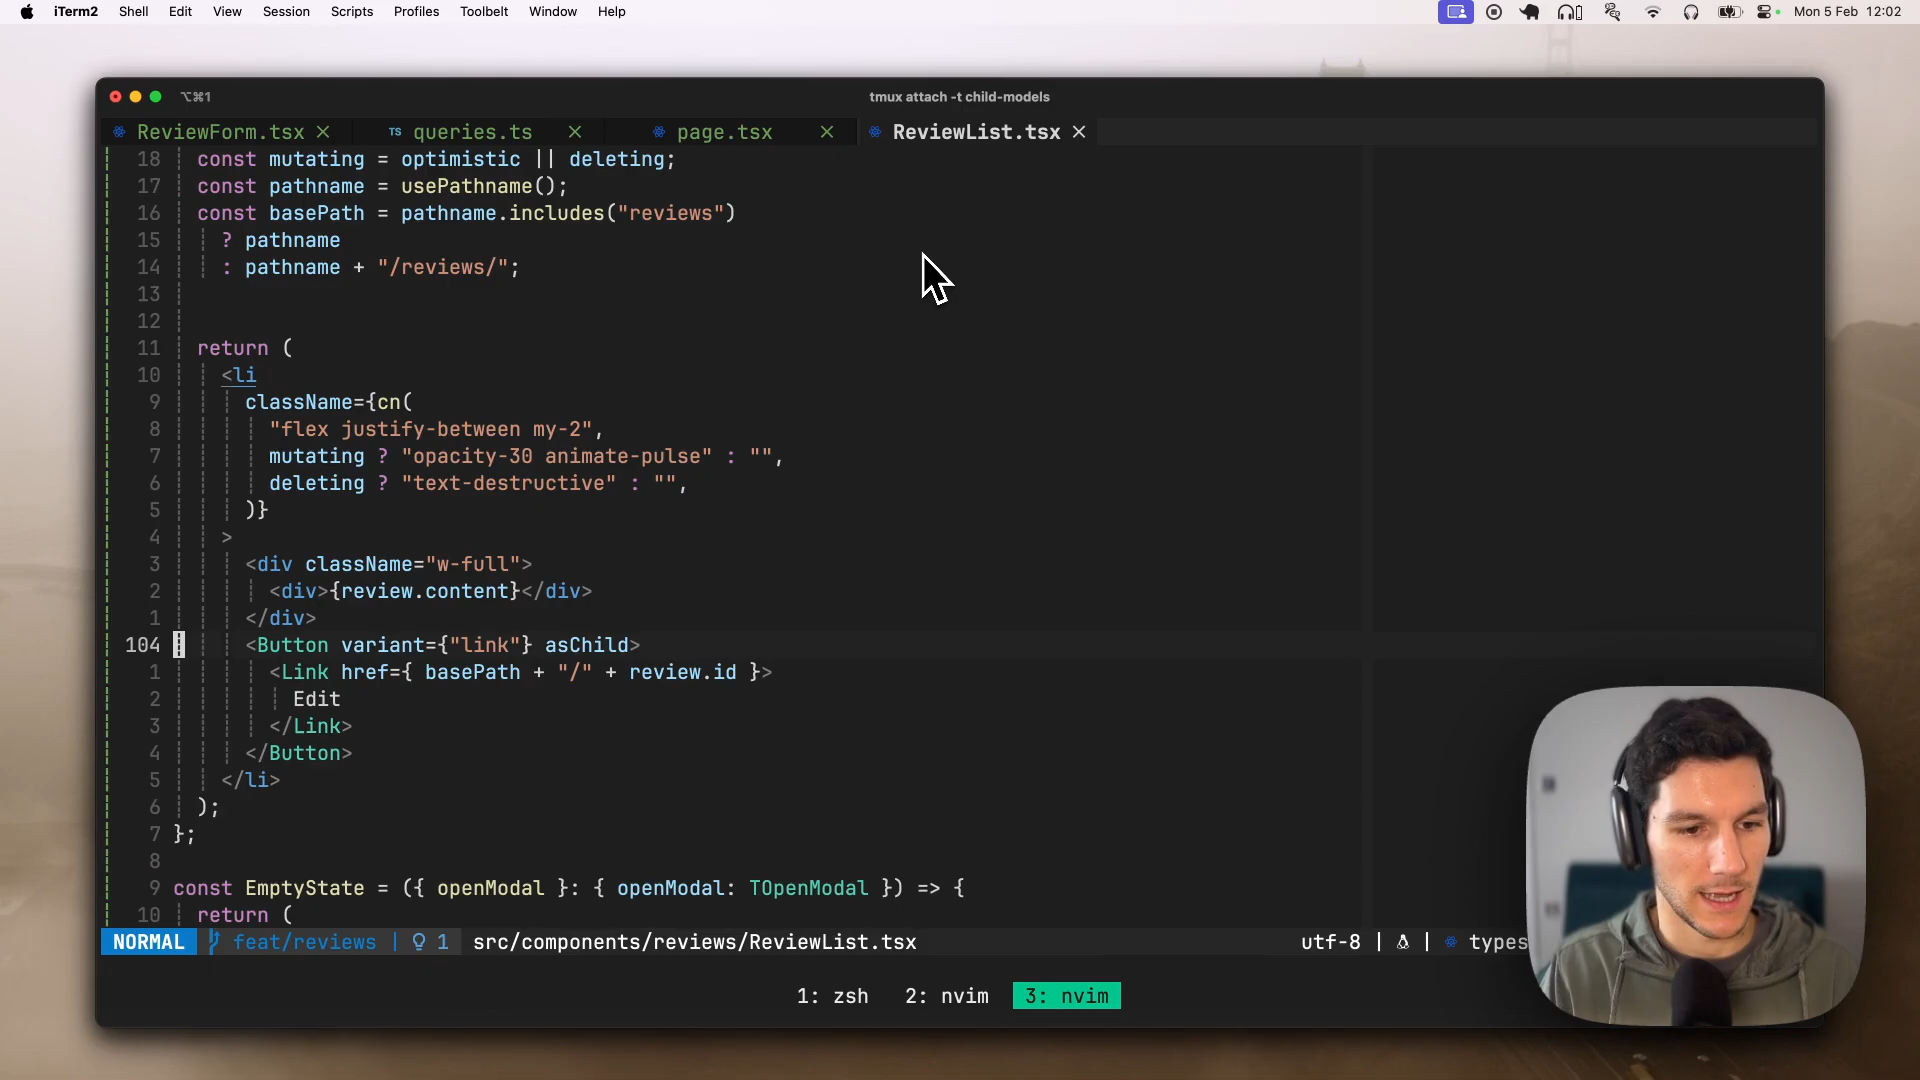 iTerm2 Shell Edit View Session Scripts Profiles Toolbelt Window Help Mon 5 Feb 12:02
⌥⌘1 tmux attach -t child-models
ReviewForm.tsx × TS queries.ts × page.tsx × ReviewList.tsx ×
18 const mutating = optimistic || deleting;
17 const pathname = usePathname();
16 const basePath = pathname.includes("reviews")
15 ? pathname
14 : pathname + "/reviews/";
13
12
11 return (
10 <li
9 className={cn(
8 "flex justify-between my-2",
7 mutating ? "opacity-30 animate-pulse" : "",
6 deleting ? "text-destructive" : "",
5 )}
4 >
3 <div className="w-full">
2 <div>{review.content}</div>
1 </div>
104 <Button variant={"link"} asChild>
1 <Link href={ basePath + "/" + review.id }>
2 Edit
3 </Link>
4 </Button>
5 </li>
6 );
7 };
8
9 const EmptyState = ({ openModal }: { openModal: TOpenModal }) => {
10 return (
NORMAL feat/reviews | 1 src/components/reviews/ReviewList.tsx utf-8 | | types
1: zsh 2: nvim 3: nvim